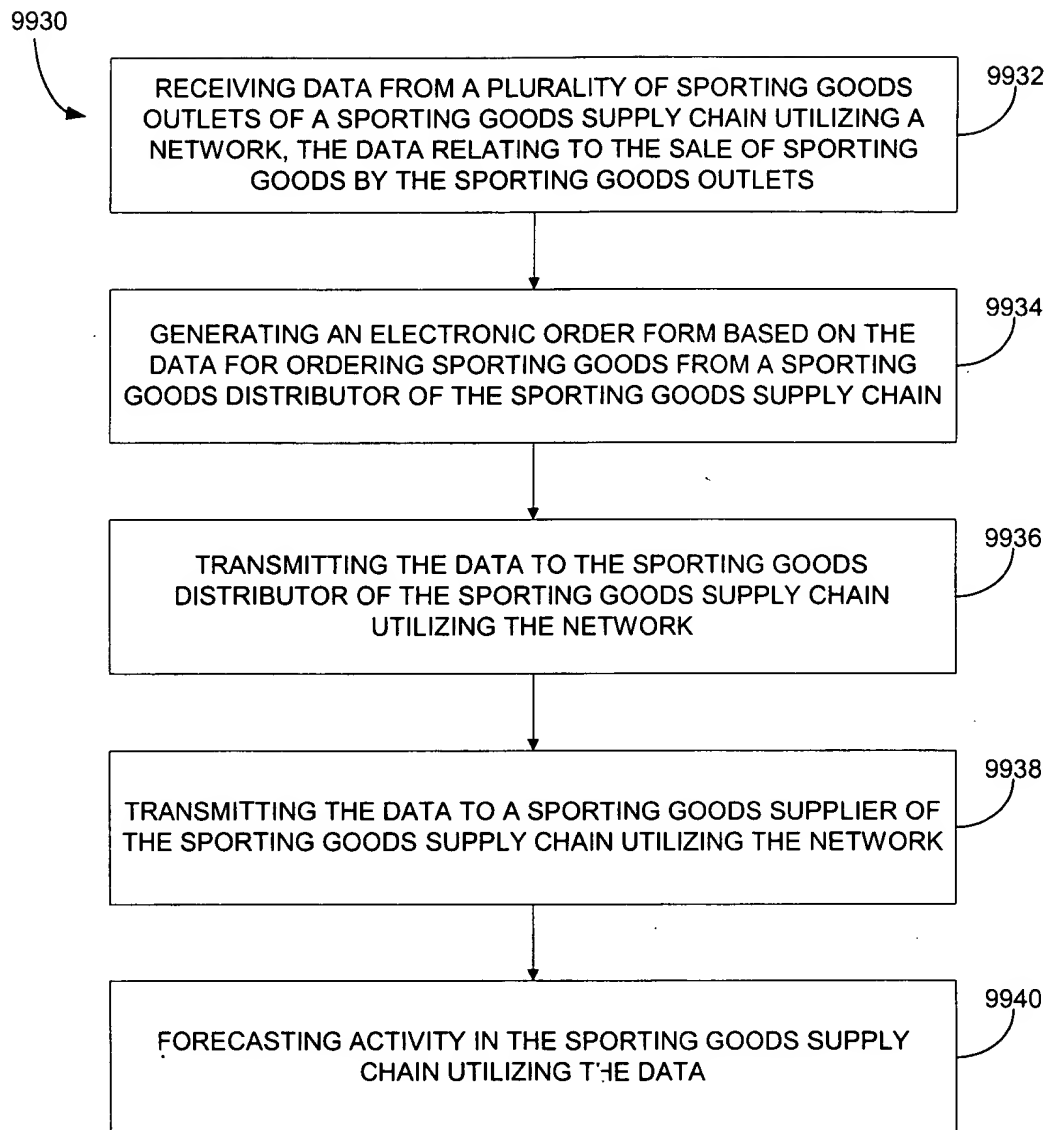 9930
RECEIVING DATA FROM A PLURALITY OF SPORTING GOODS
OUTLETS OF A SPORTING GOODS SUPPLY CHAIN UTILIZING A
NETWORK, THE DATA RELATING TO THE SALE OF SPORTING
GOODS BY THE SPORTING GOODS OUTLETS
9932
GENERATING AN ELECTRONIC ORDER FORM BASED ON THE
DATA FOR ORDERING SPORTING GOODS FROM A SPORTING
GOODS DISTRIBUTOR OF THE SPORTING GOODS SUPPLY CHAIN
9934
TRANSMITTING THE DATA TO THE SPORTING GOODS
DISTRIBUTOR OF THE SPORTING GOODS SUPPLY CHAIN
UTILIZING THE NETWORK
9936
TRANSMITTING THE DATA TO A SPORTING GOODS SUPPLIER OF
THE SPORTING GOODS SUPPLY CHAIN UTILIZING THE NETWORK
9938
FORECASTING ACTIVITY IN THE SPORTING GOODS SUPPLY
CHAIN UTILIZING THE DATA
9940